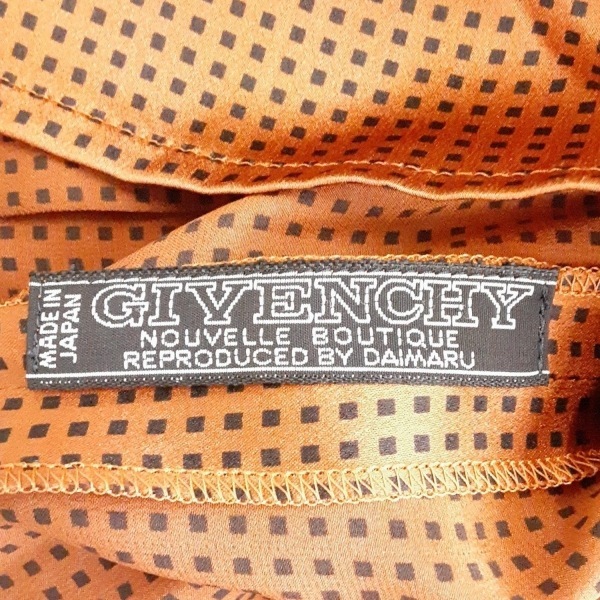 MADE IN
JAPAN
GIVENCHY
NOUVELLE BOUTIQUE
REPRODUCED BY DAIMARU